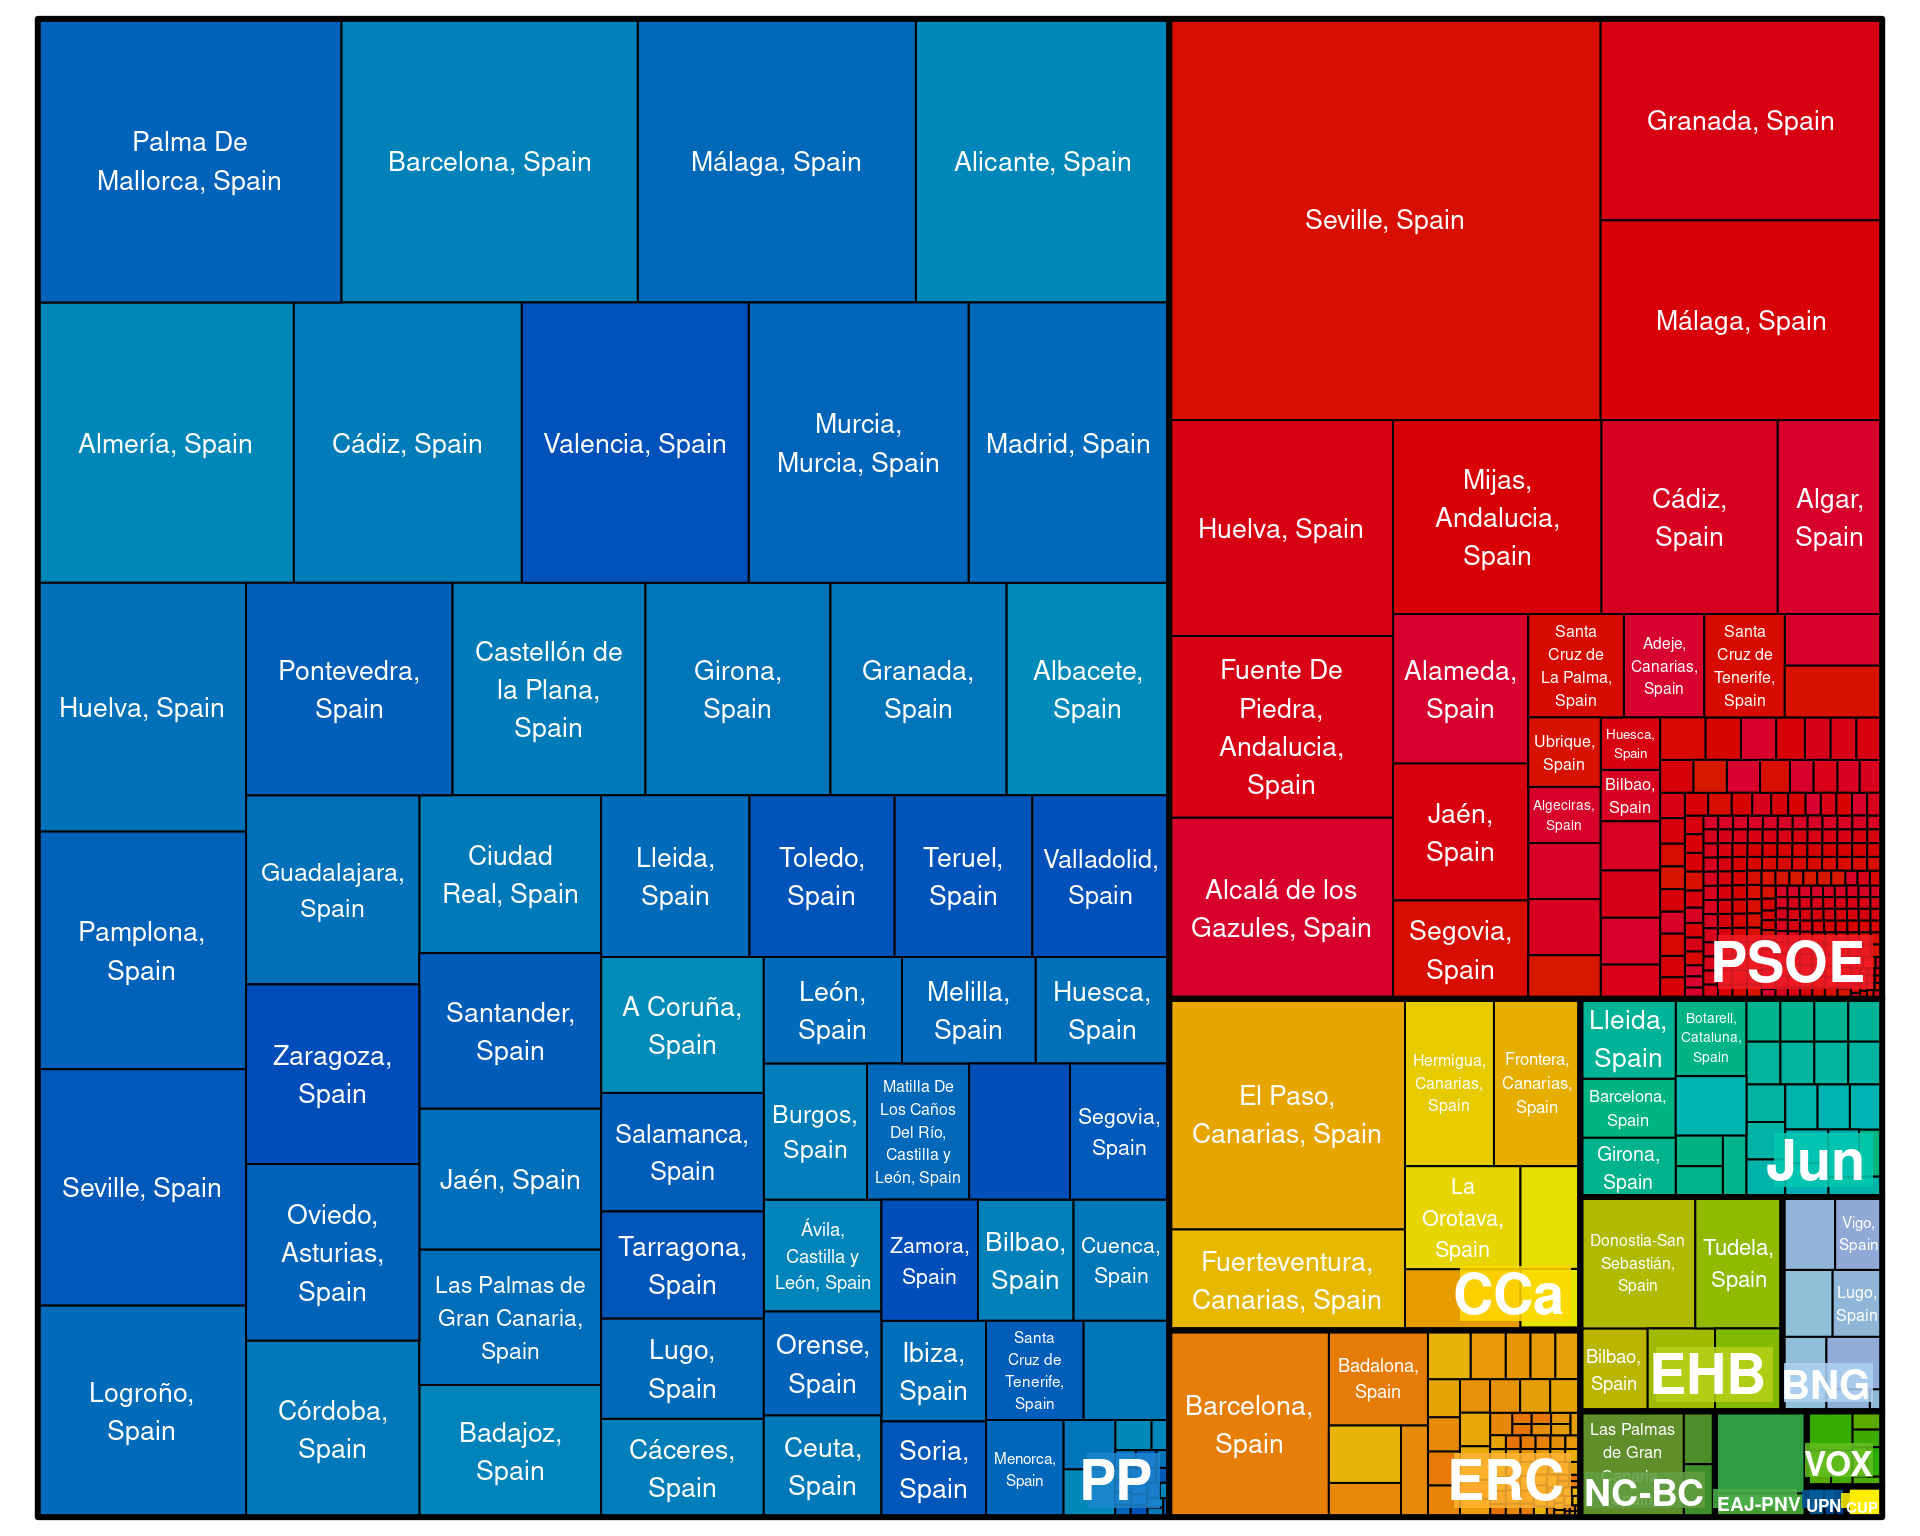 Palma De
Mallorca, Spain
Barcelona, Spain
Málaga, Spain
Alicante, Spain
Almería, Spain
Cádiz, Spain
Valencia, Spain
Murcia,
Murcia, Spain
Madrid, Spain
Huelva, Spain
Pontevedra,
Spain
Castellón de
la Plana,
Spain
Girona,
Spain
Granada,
Spain
Albacete,
Spain
Pamplona,
Spain
Seville, Spain
Logroño,
Spain
Guadalajara,
Spain
Zaragoza,
Spain
Oviedo,
Asturias,
Spain
Córdoba,
Spain
Ciudad
Real, Spain
Santander,
Spain
Jaén, Spain
Las Palmas de
Gran Canaria,
Spain
Badajoz,
Spain
Lleida,
Spain
Toledo,
Spain
Teruel,
Spain
Valladolid,
Spain
A Coruña,
Spain
Salamanca,
Spain
Tarragona,
Spain
Lugo,
Spain
Cáceres,
Spain
León,
Spain
Melilla,
Spain
Huesca,
Spain
Burgos,
Spain
Matilla De
Los Caños
Del Río,
Castilla y
León, Spain
Segovia,
Spain
Ávila,
Castilla y
León, Spain
Zamora,
Spain
Bilbao,
Spain
Cuenca,
Spain
Orense,
Spain
Ceuta,
Spain
Ibiza,
Spain
Soria,
Spain
Santa
Cruz de
Tenerife,
Spain
Menorca,
Spain
PP
Seville, Spain
Granada, Spain
Málaga, Spain
Huelva, Spain
Mijas,
Andalucia,
Spain
Cádiz,
Spain
Algar,
Spain
Fuente De
Piedra,
Andalucia,
Spain
Alcalá de los
Gazules, Spain
Alameda,
Spain
Jaén,
Spain
Segovia,
Spain
Santa
Cruz de
La Palma,
Spain
Adeje,
Canarias,
Spain
Santa
Cruz de
Tenerife,
Spain
Ubrique,
Spain
Algeciras,
Spain
Huesca,
Spain
Bilbao,
Spain
PSOE
El Paso,
Canarias, Spain
Fuerteventura,
Canarias, Spain
Hermigua,
Canarias,
Spain
Frontera,
Canarias,
Spain
La
Orotava,
Spain
CCa
Barcelona,
Spain
Badalona,
Spain
ERC
Lleida,
Spain
Barcelona,
Spain
Girona,
Spain
Botarell,
Cataluna,
Spain
Jun
Donostia-San
Sebastián,
Spain
Tudela,
Spain
Bilbao,
Spain
EHB
Vigo,
Spain
Lugo,
Spain
BNG
Las Palmas
de Gran
Canaria,
NC-BC
EAJ-PNV
VOX
UPN
CUP